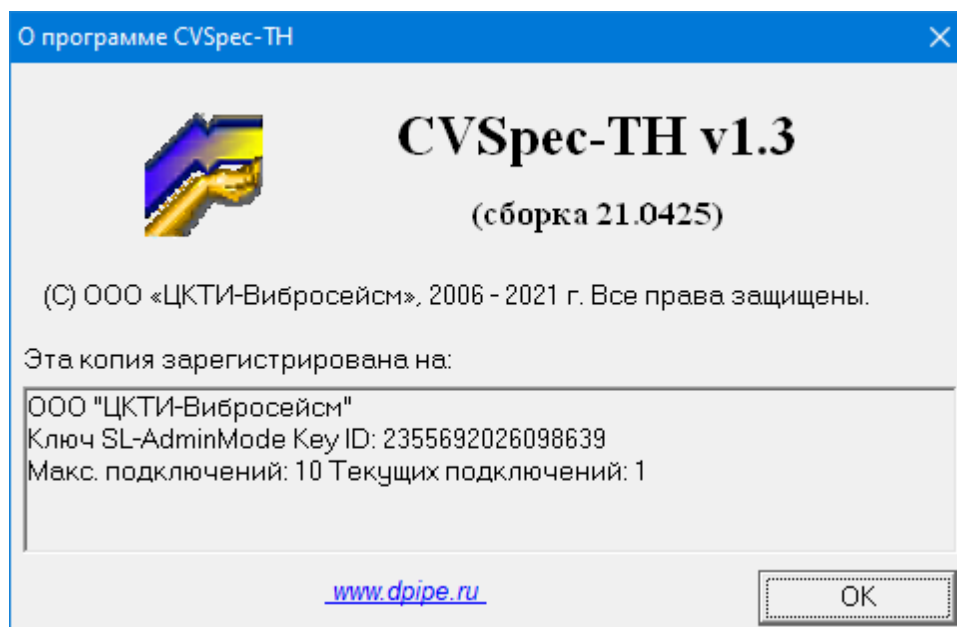 О программе CVSpec-TH
CVSpec-TH v1.3
(сборка 21.0425)
(C) ООО «ЦКТИ-Вибросейсм», 2006 - 2021 г. Все права защищены.
Эта копия зарегистрирована на:
ООО "ЦКТИ-Вибросейсм"
Ключ SL-AdminMode Key ID: 2355692026098639
Макс. подключений: 10 Текущих подключений: 1
www.dpipe.ru
OK